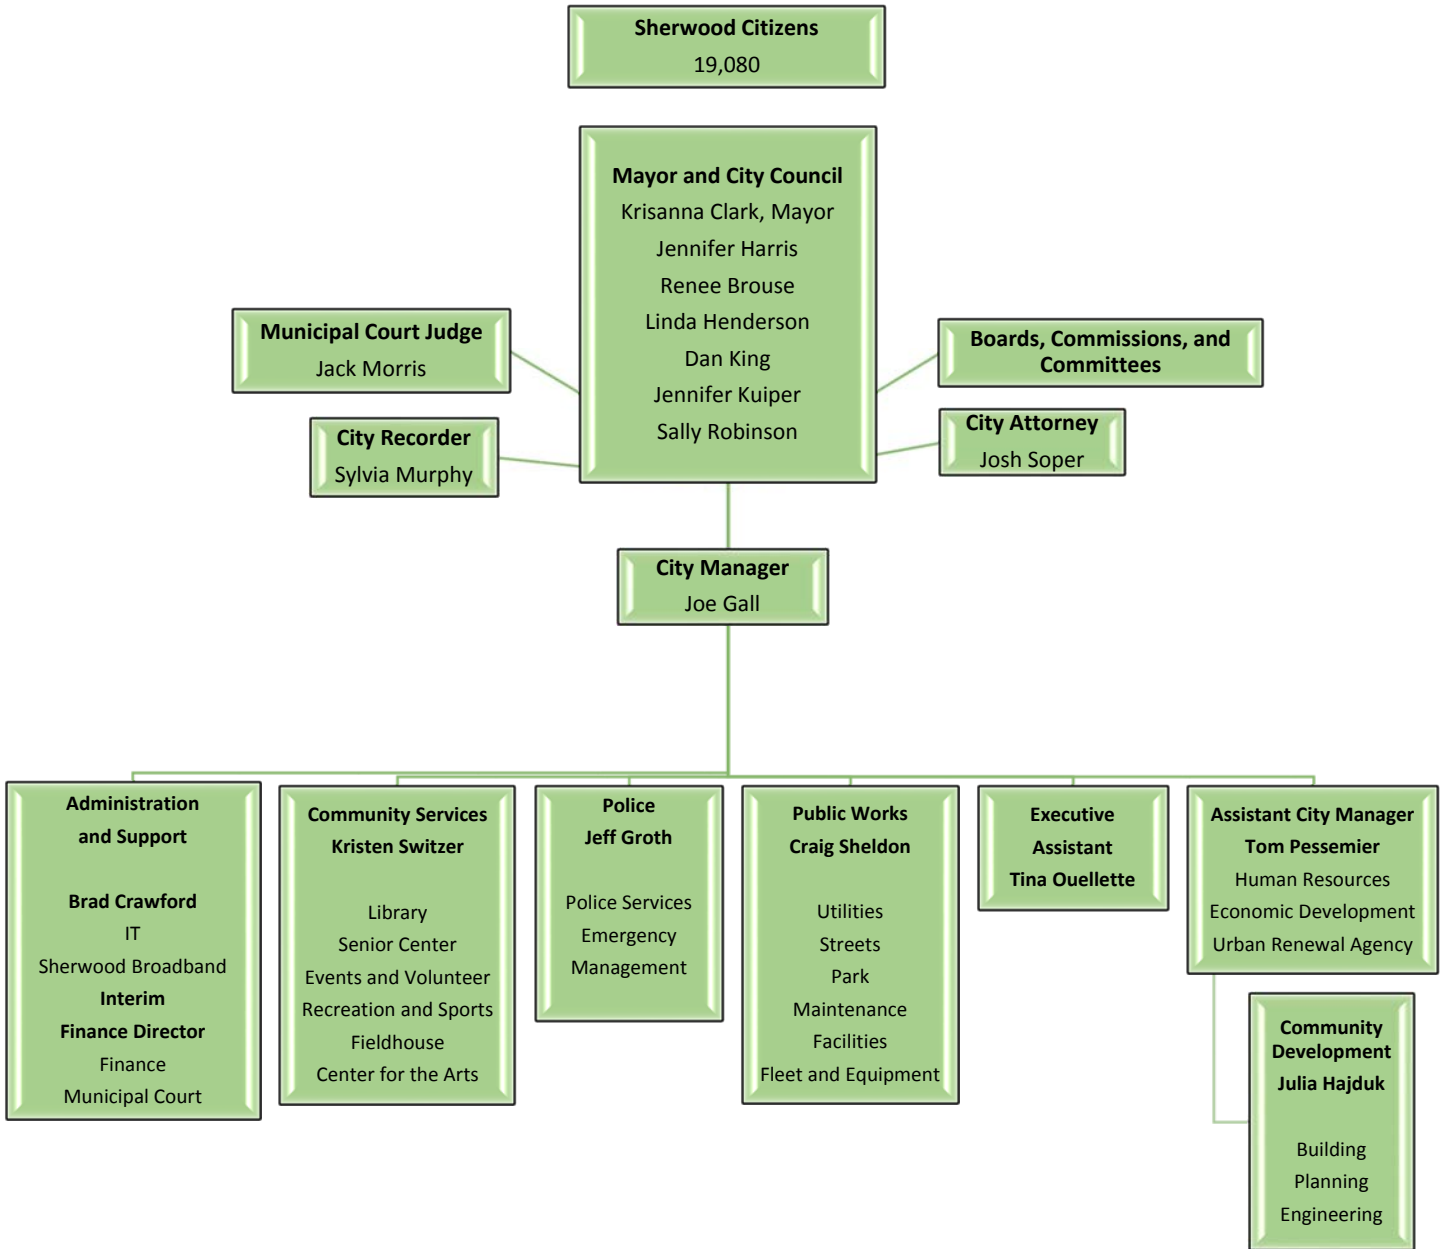 Sherwood Citizens
19,080
Mayor and City Council
Krisanna Clark, Mayor
Jennifer Harris
Renee Brouse
Linda Henderson
Dan King
Jennifer Kuiper
Sally Robinson
Municipal Court Judge
Jack Morris
Boards, Commissions, and
Committees
City Recorder
Sylvia Murphy
City Attorney
Josh Soper
City Manager
Joe Gall
Administration
and Support
Brad Crawford
IT
Sherwood Broadband
Interim
Finance Director
Finance
Municipal Court
Community Services
Kristen Switzer
Library
Senior Center
Events and Volunteer
Recreation and Sports
Fieldhouse
Center for the Arts
Police
Jeff Groth
Police Services
Emergency
Management
Public Works
Craig Sheldon
Utilities
Streets
Park
Maintenance
Facilities
Fleet and Equipment
Executive
Assistant
Tina Ouellette
Assistant City Manager
Tom Pessemier
Human Resources
Economic Development
Urban Renewal Agency
Community
Development
Julia Hajduk
Building
Planning
Engineering